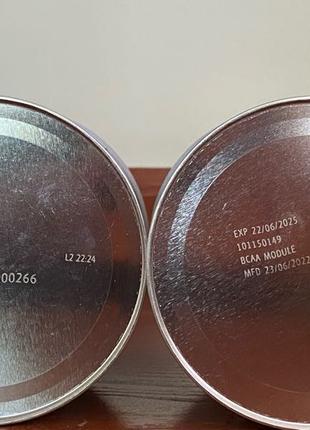 L2 22:24
00266
EXP 22/06/2025
101150149
BCAA MODULE
MFD 23/06/2022